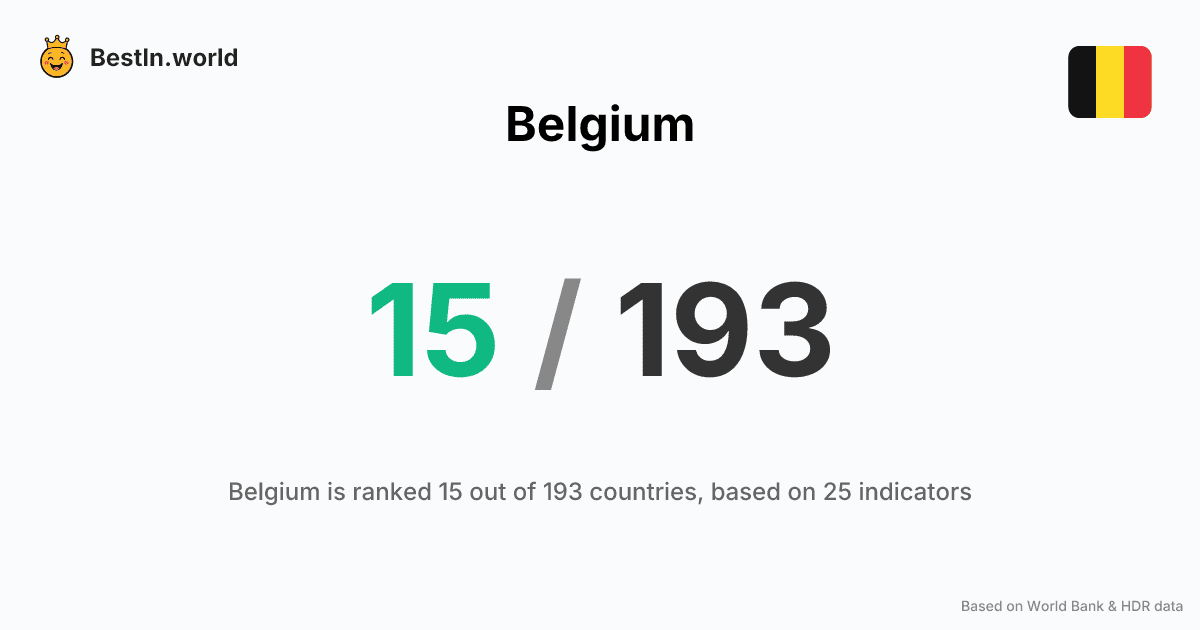 BestIn.world
Belgium
15 / 193
Belgium is ranked 15 out of 193 countries, based on 25 indicators
Based on World Bank & HDR data